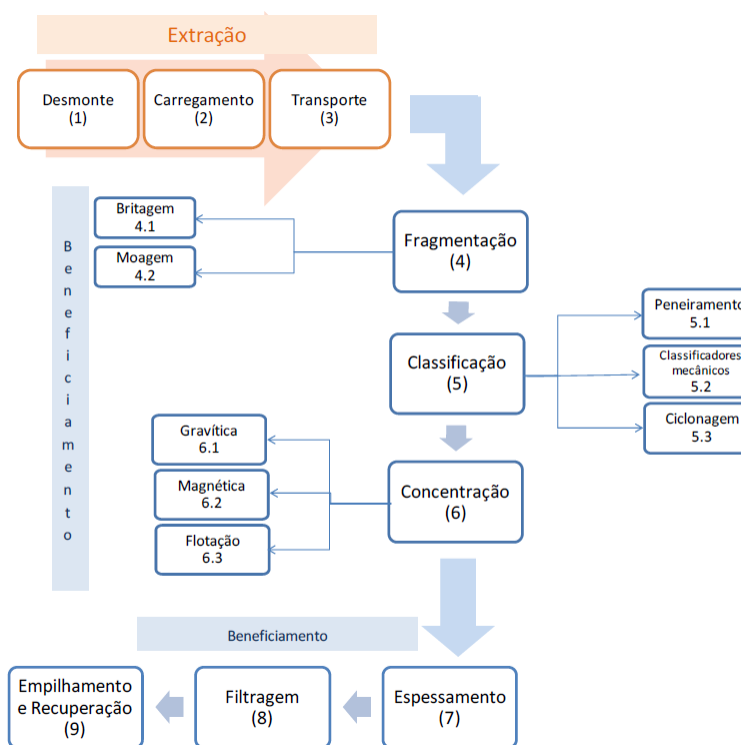 Extração
Desmonte
(1)
Carregamento
(2)
Transporte
(3)
Beneficiamento
Britagem
4.1
Moagem
4.2
Fragmentação
(4)
Classificação
(5)
Peneiramento
5.1
Classificadores
mecânicos
5.2
Ciclonagem
5.3
Gravítica
6.1
Magnética
6.2
Flotação
6.3
Concentração
(6)
Beneficiamento
Empilhamento
e Recuperação
(9)
Filtragem
(8)
Espessamento
(7)